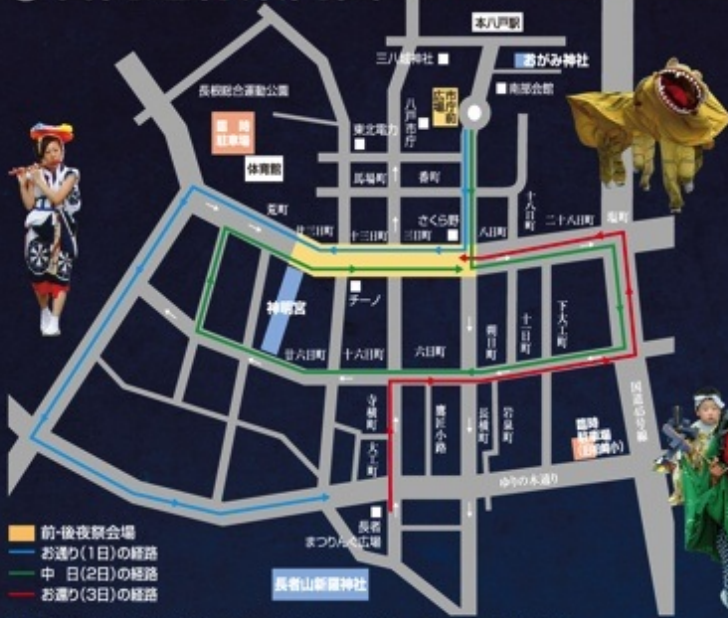 本八戸駅
三八城神社
おがみ神社
長根総合運動公園
市庁前
広場
南部会館
臨時
駐車場
東北電力
八戸市庁
体育館
馬場町
番町
十八日町
荒町
廿三日町
十三日町
三日町
さくら野
八日町
二十八日町
塩町
神明宮
チーノ
廿六日町
十六日町
六日町
朔日町
十一日町
下大工町
国道45号線
寺横町
大工町
鷹匠小路
長横町
岩泉町
臨時
駐車場
ゆりの木通り
長者
まつりんぐ広場
長者山新羅神社
前・後夜祭会場
お通り(1日)の経路
中 日(2日)の経路
お還り(3日)の経路